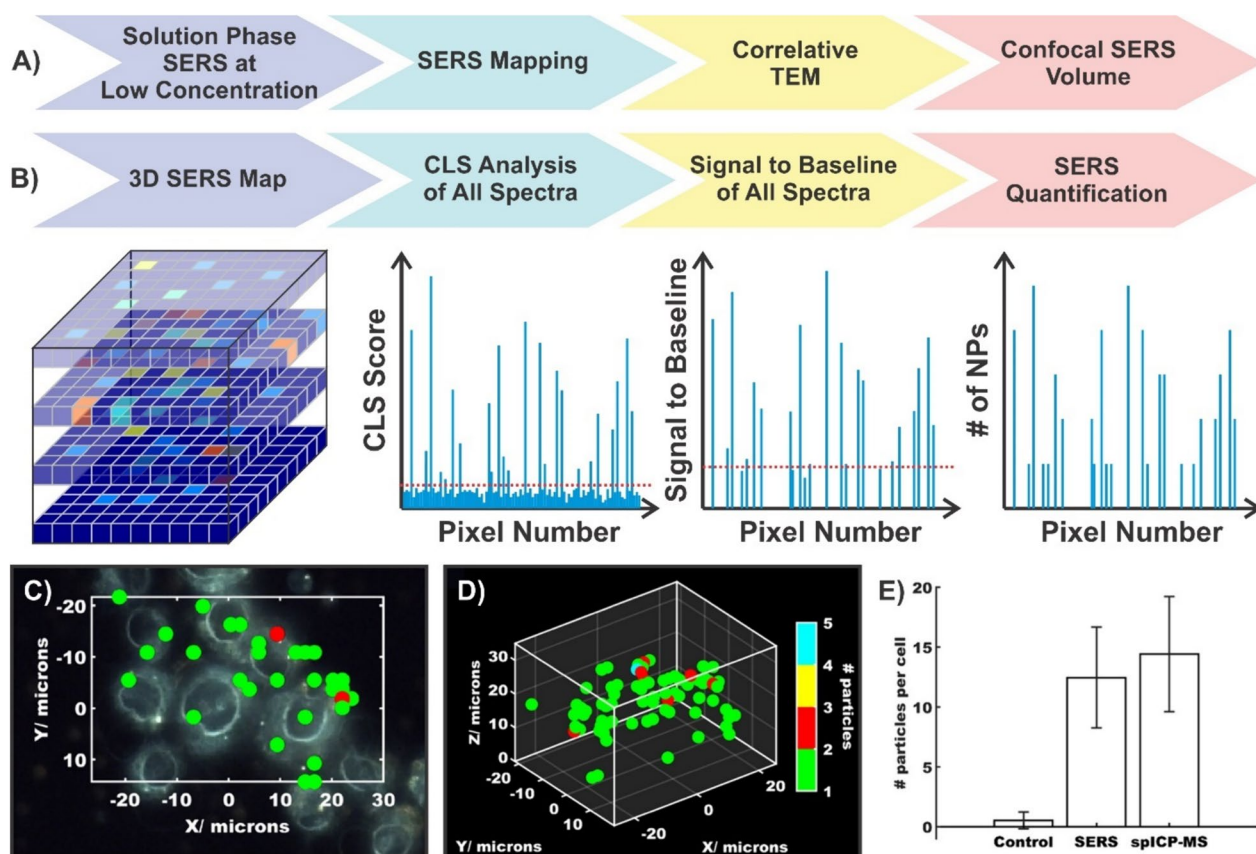 A)
Solution Phase
SERS at
Low Concentration
SERS Mapping
Correlative
TEM
Confocal SERS
Volume
B)
3D SERS Map
CLS Analysis
of All Spectra
Signal to Baseline
of All Spectra
SERS
Quantification
CLS Score
Pixel Number
Signal to Baseline
Pixel Number
# of NPs
Pixel Number
C)
Y/ microns
-20
-10
0
10
-20 -10 0 10 20 30
X/ microns
D)
Z/ microns
30
20
10
0
-20
-10
0
10
Y/ microns
-20
0
20
X/ microns
5
4
3
2
1
# particles
E)
# particles per cell
20
15
10
5
0
Control SERS spICP-MS